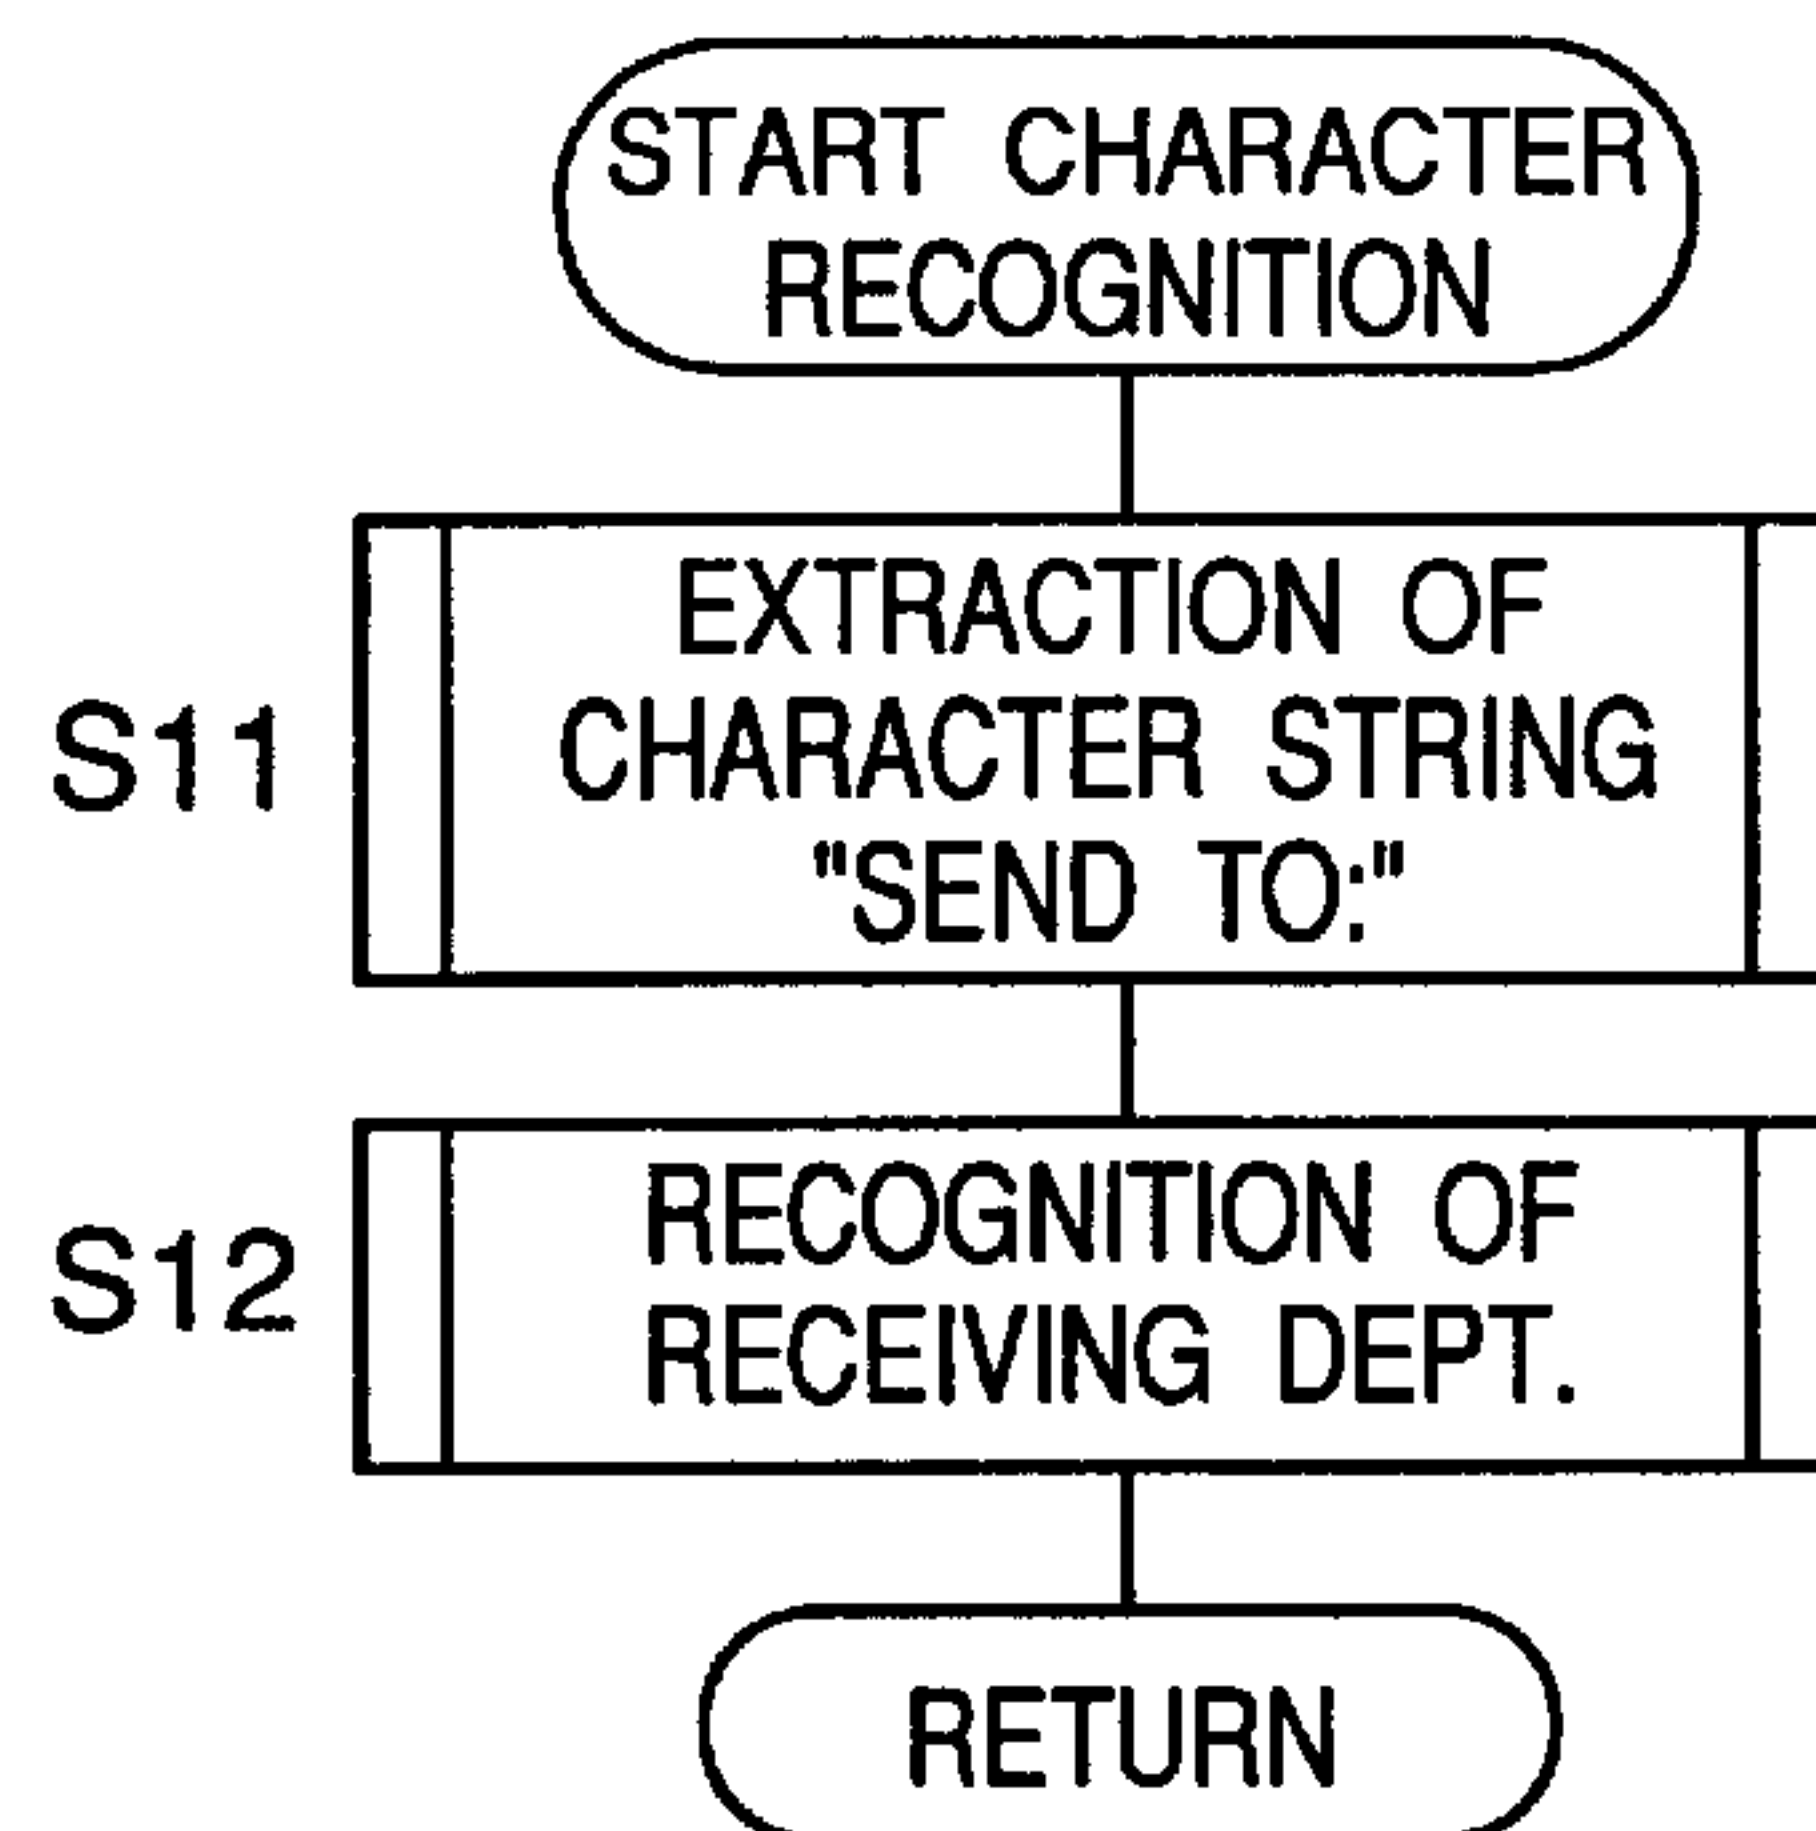 START CHARACTER
RECOGNITION
S11
EXTRACTION OF
CHARACTER STRING
"SEND TO:"
S12
RECOGNITION OF
RECEIVING DEPT.
RETURN